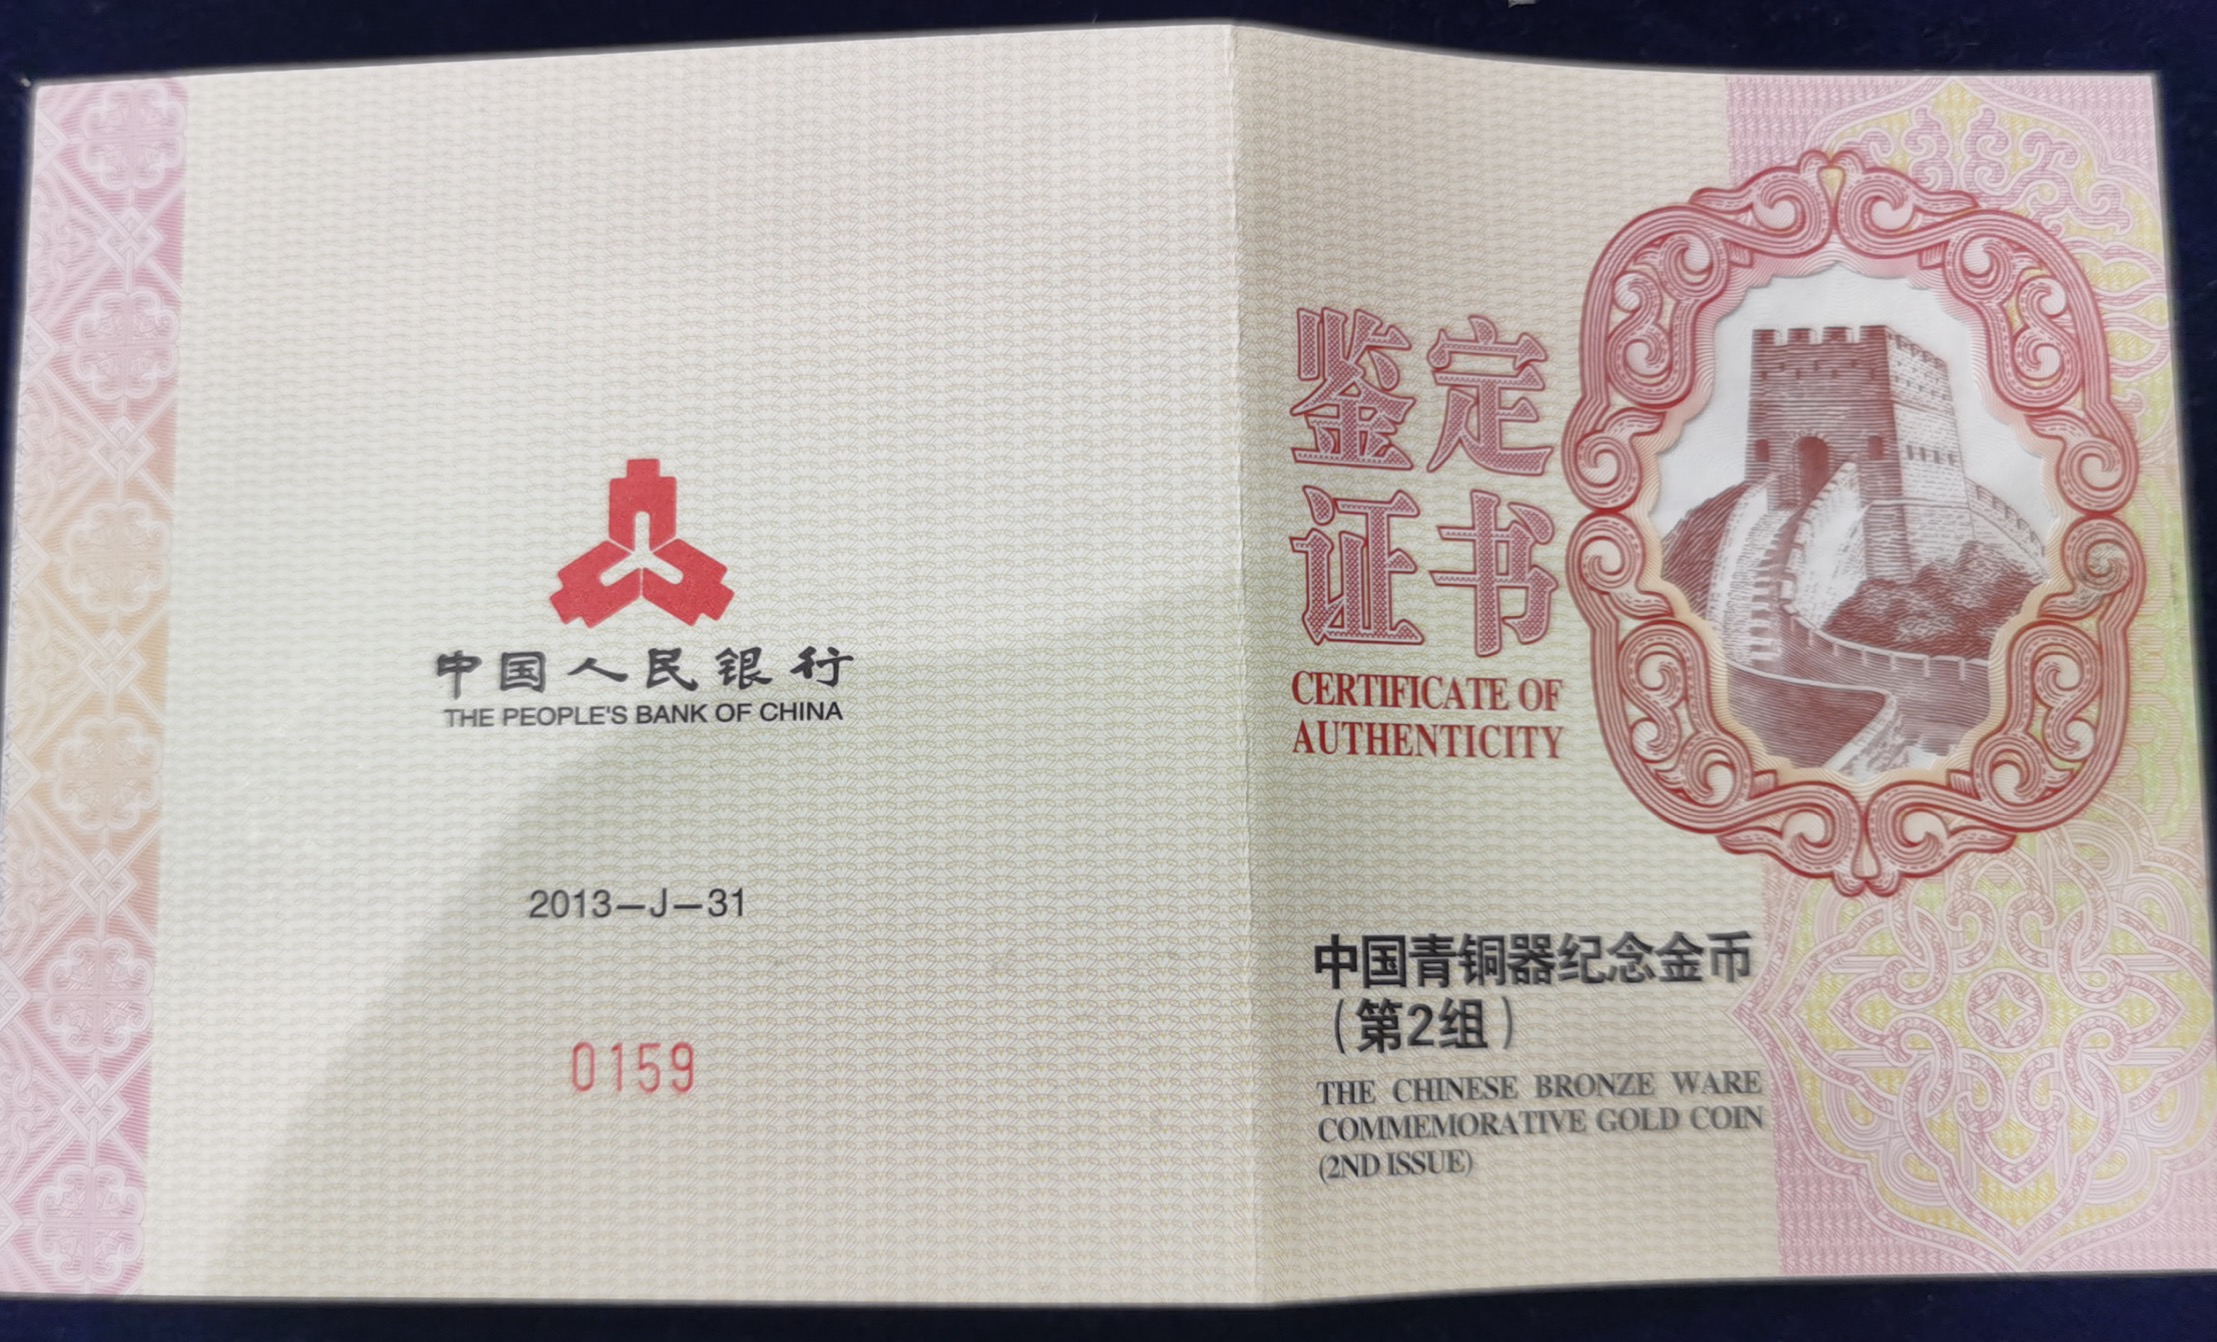 中国人民银行
THE PEOPLE'S BANK OF CHINA
2013–J–31
0159
鉴定
证书
CERTIFICATE OF
AUTHENTICITY
中国青铜器纪念金币
（第2组）
THE CHINESE BRONZE WARE
COMMEMORATIVE GOLD COIN
(2ND ISSUE)